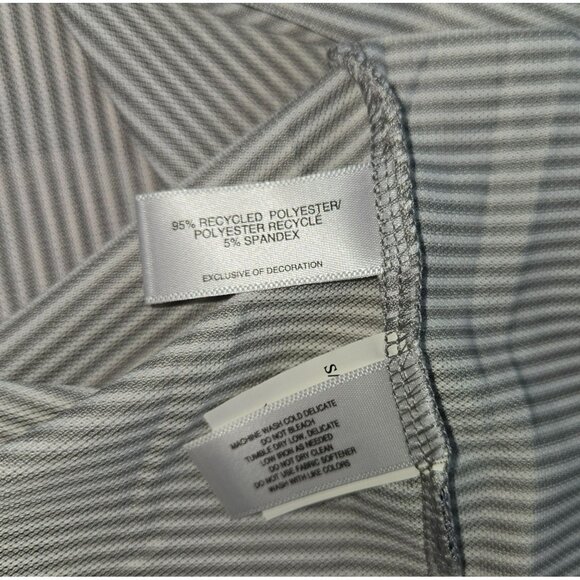 95% RECYCLED POLYESTER/
POLYESTER RECYCLÉ
5% SPANDEX
EXCLUSIVE OF DECORATION
S/
MACHINE WASH COLD DELICATE
DO NOT BLEACH
TUMBLE DRY LOW, DELICATE
LOW IRON AS NEEDED
DO NOT DRY CLEAN
DO NOT USE FABRIC SOFTENER
WASH WITH LIKE COLORS